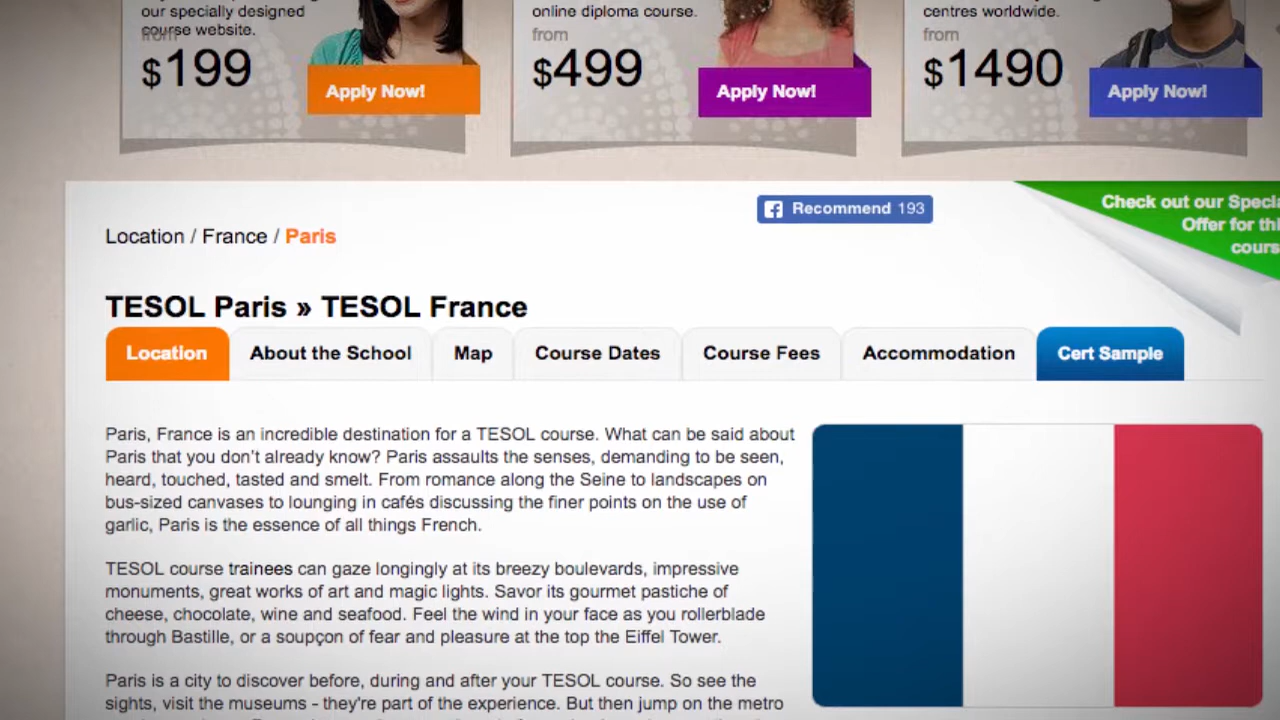 our specially designed
course website.
from
$199
Apply Now!
online diploma course.
from
$499
Apply Now!
centres worldwide.
from
$1490
Apply Now!
Recommend 193
Check out our Specia
Offer for thi
cours
Location / France / Paris
TESOL Paris » TESOL France
Location
About the School
Map
Course Dates
Course Fees
Accommodation
Cert Sample
Paris, France is an incredible destination for a TESOL course. What can be said about
Paris that you don't already know? Paris assaults the senses, demanding to be seen,
heard, touched, tasted and smelt. From romance along the Seine to landscapes on
bus-sized canvases to lounging in cafés discussing the finer points on the use of
garlic, Paris is the essence of all things French.
TESOL course trainees can gaze longingly at its breezy boulevards, impressive
monuments, great works of art and magic lights. Savor its gourmet pastiche of
cheese, chocolate, wine and seafood. Feel the wind in your face as you rollerblade
through Bastille, or a soupçon of fear and pleasure at the top the Eiffel Tower.
Paris is a city to discover before, during and after your TESOL course. So see the
sights, visit the museums - they're part of the experience. But then jump on the metro